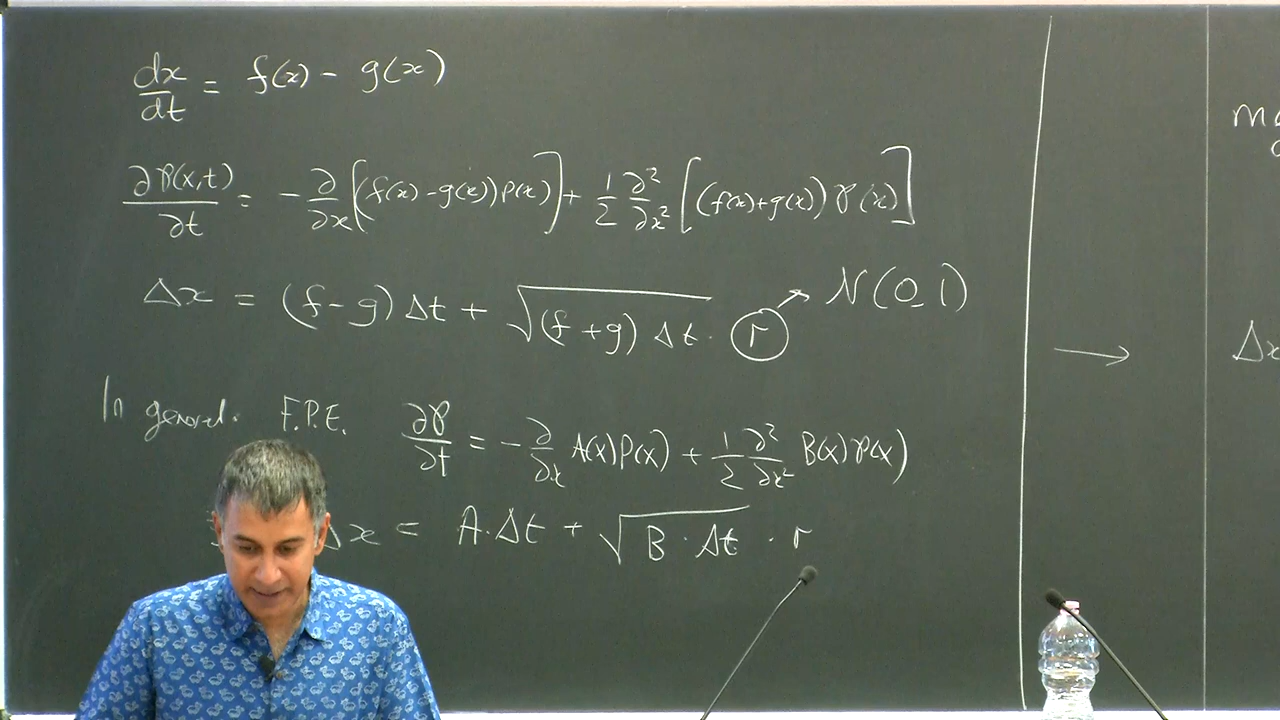 dx/dt = f(x) - g(x)
∂P(x,t)/∂t = -∂/∂x [(f(x) - g(x)) P(x)] + 1/2 ∂²/∂x² [(f(x)+g(x)) P(x)]
Δx = (f-g) Δt + √((f+g) Δt) · r → N(0,1)
In general. F.P.E. ∂P/∂t = -∂/∂x A(x)P(x) + 1/2 ∂²/∂x² B(x)P(x)
Δx = A·Δt + √(B·Δt) · r
→ Δx